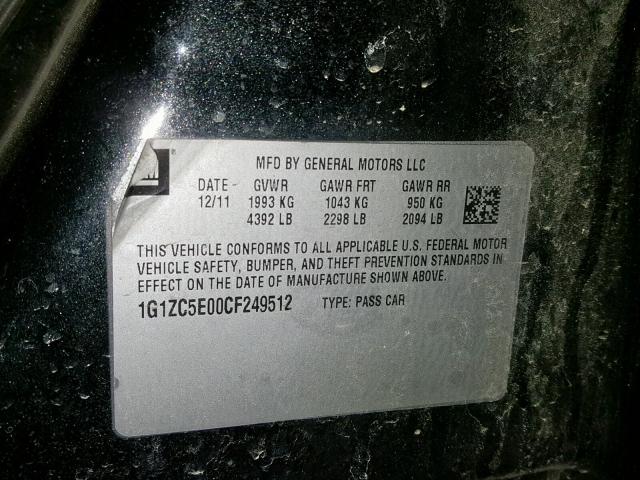 MFD BY GENERAL MOTORS LLC
DATE GVWR GAWR FRT GAWR RR
12/11 1993 KG 1043 KG 950 KG
4392 LB 2298 LB 2094 LB
THIS VEHICLE CONFORMS TO ALL APPLICABLE U.S. FEDERAL MOTOR
VEHICLE SAFETY, BUMPER, AND THEFT PREVENTION STANDARDS IN
EFFECT ON THE DATE OF MANUFACTURE SHOWN ABOVE.
1G1ZC5E00CF249512 TYPE: PASS CAR